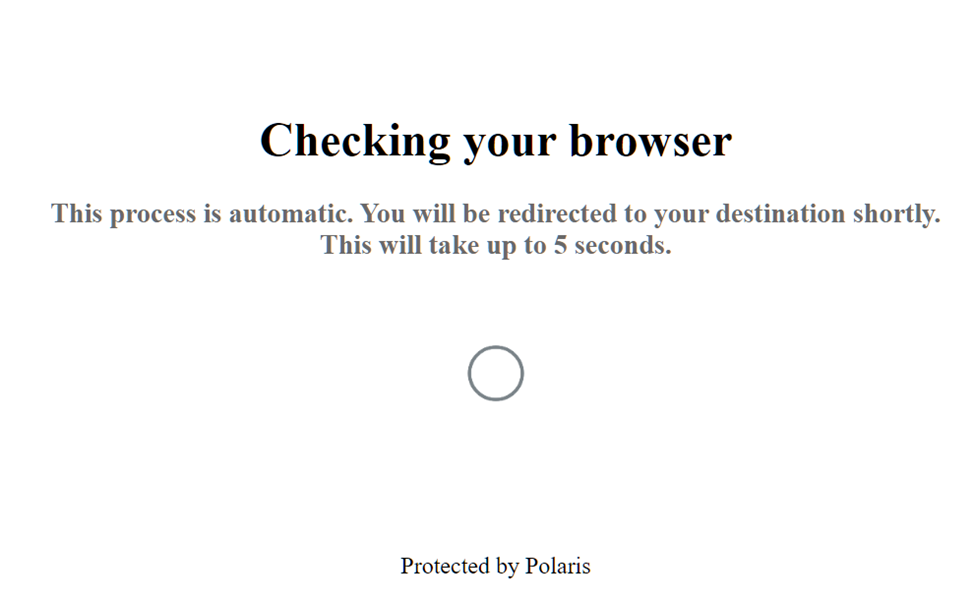 Checking your browser
This process is automatic. You will be redirected to your destination shortly.
This will take up to 5 seconds.
Protected by Polaris